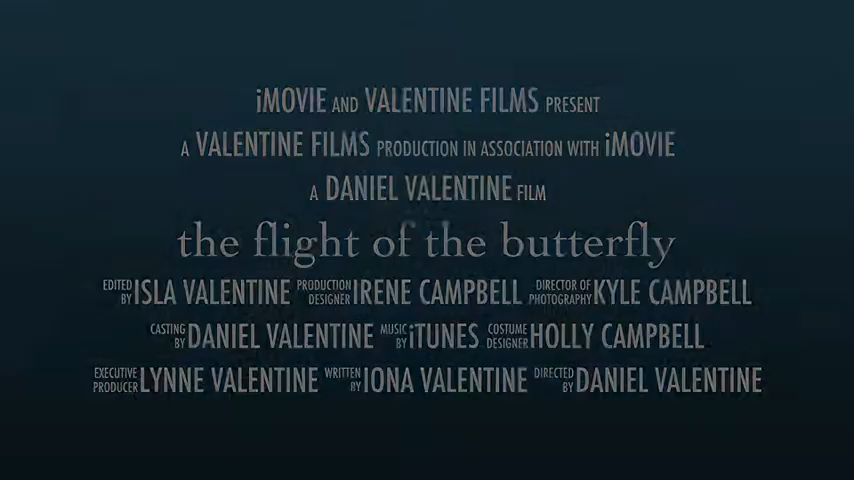 iMOVIE AND VALENTINE FILMS PRESENT
A VALENTINE FILMS PRODUCTION IN ASSOCIATION WITH iMOVIE
A DANIEL VALENTINE FILM
the flight of the butterfly
EDITED BY ISLA VALENTINE PRODUCTION DESIGNER IRENE CAMPBELL DIRECTOR OF PHOTOGRAPHY KYLE CAMPBELL
CASTING BY DANIEL VALENTINE MUSIC BY iTUNES COSTUME DESIGNER HOLLY CAMPBELL
EXECUTIVE PRODUCER LYNNE VALENTINE WRITTEN BY IONA VALENTINE DIRECTED BY DANIEL VALENTINE